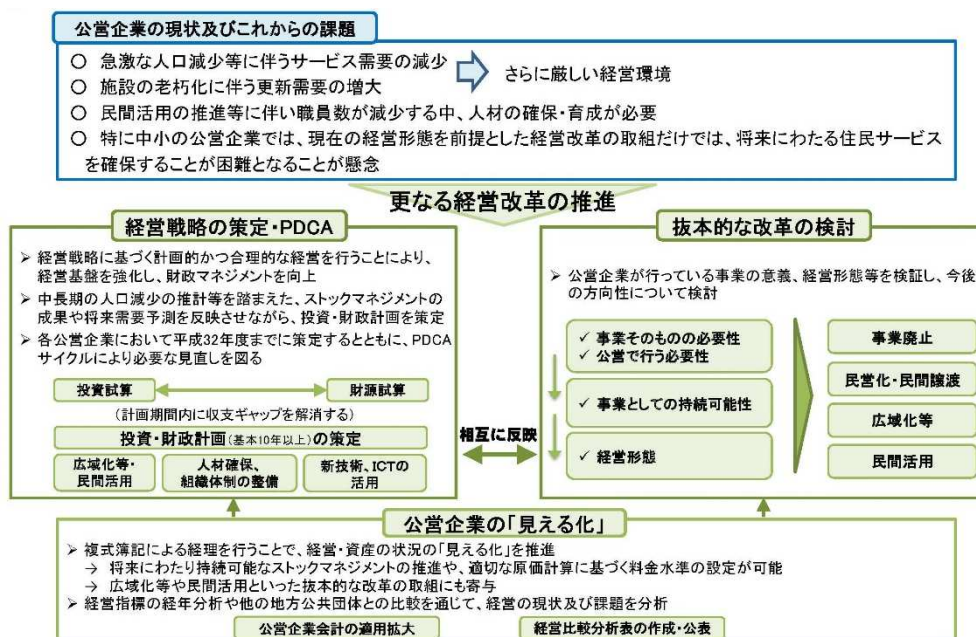 公営企業の現状及びこれからの課題
○ 急激な人口減少等に伴うサービス需要の減少
○ 施設の老朽化に伴う更新需要の増大
さらに厳しい経営環境
○ 民間活用の推進等に伴い職員数が減少する中、人材の確保・育成が必要
○ 特に中小の公営企業では、現在の経営形態を前提とした経営改革の取組だけでは、将来にわたる住民サービス
を確保することが困難となることが懸念
更なる経営改革の推進
経営戦略の策定・PDCA
➢ 経営戦略に基づく計画的かつ合理的な経営を行うことにより、
経営基盤を強化し、財政マネジメントを向上
➢ 中長期の人口減少の推計等を踏まえた、ストックマネジメントの
成果や将来需要予測を反映させながら、投資・財政計画を策定
➢ 各公営企業において平成32年度までに策定するとともに、PDCA
サイクルにより必要な見直しを図る
投資試算
財源試算
(計画期間内に収支ギャップを解消する)
投資・財政計画(基本10年以上)の策定
広域化等・
民間活用
人材確保、
組織体制の整備
新技術、ICTの
活用
相互に反映
抜本的な改革の検討
➢ 公営企業が行っている事業の意義、経営形態等を検証し、今後
の方向性について検討
✓ 事業そのものの必要性
✓ 公営で行う必要性
✓ 事業としての持続可能性
✓ 経営形態
事業廃止
民営化・民間譲渡
広域化等
民間活用
公営企業の「見える化」
➢ 複式簿記による経理を行うことで、経営・資産の状況の「見える化」を推進
→ 将来にわたり持続可能なストックマネジメントの推進や、適切な原価計算に基づく料金水準の設定が可能
→ 広域化等や民間活用といった抜本的な改革の取組にも寄与
➢ 経営指標の経年分析や他の地方公共団体との比較を通じて、経営の現状及び課題を分析
公営企業会計の適用拡大
経営比較分析表の作成・公表